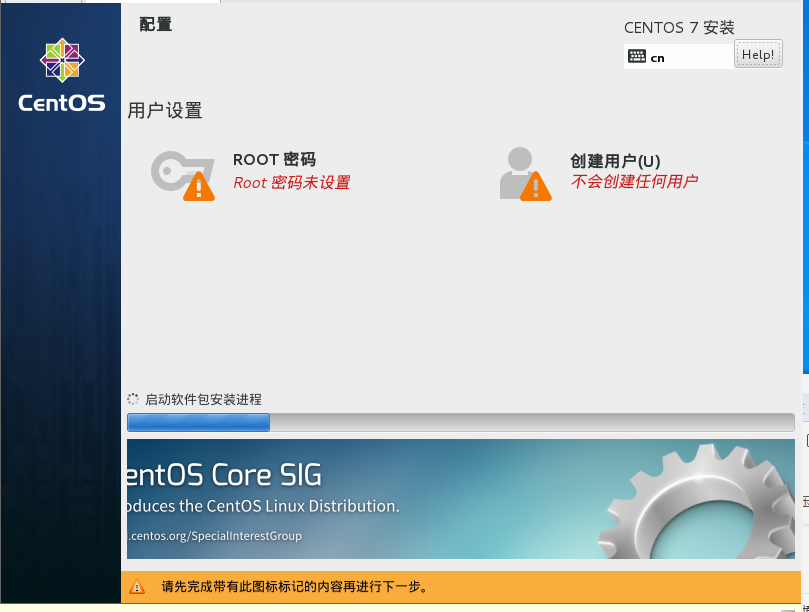 配置
CENTOS 7 安装
cn
Help!
CentOS
用户设置
ROOT 密码
Root 密码未设置
创建用户(U)
不会创建任何用户
启动软件包安装进程
entOS Core SIG
oduces the CentOS Linux Distribution.
i.centos.org/SpecialInterestGroup
请先完成带有此图标标记的内容再进行下一步。